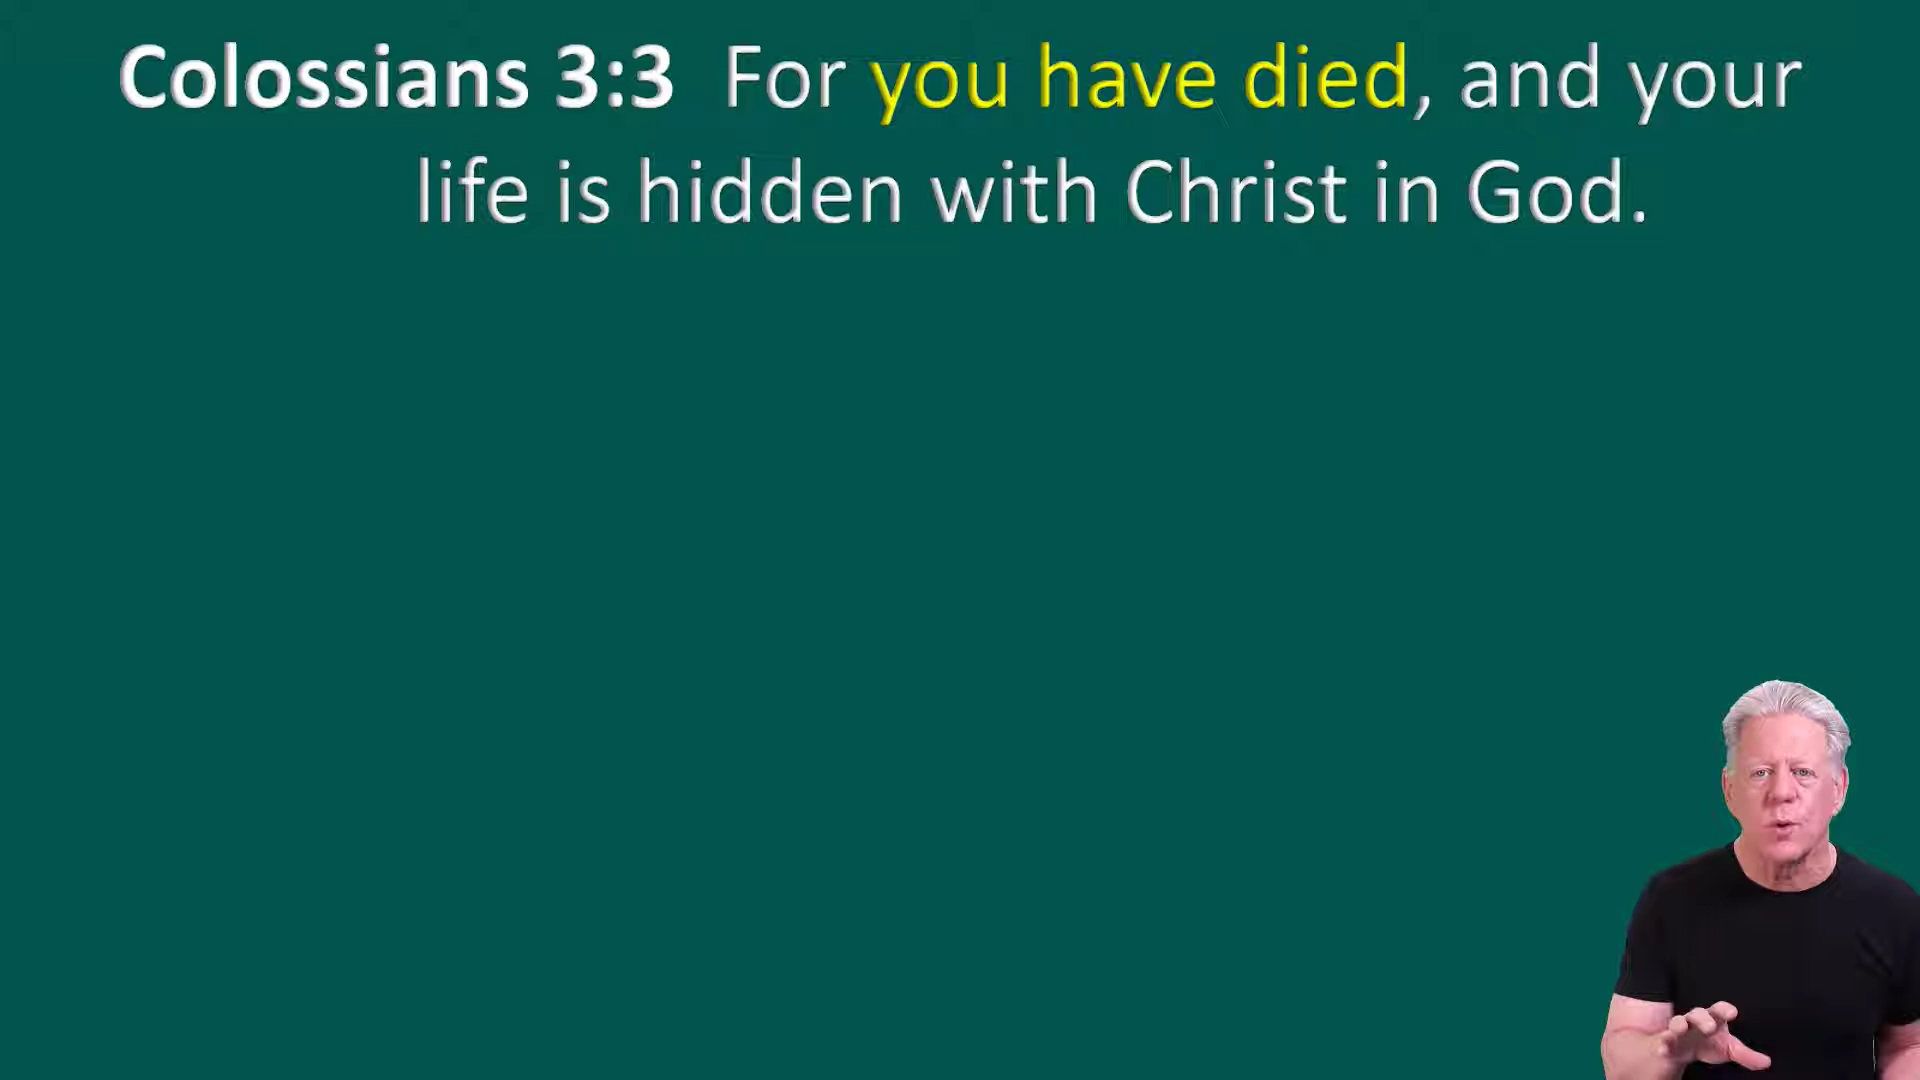 Colossians 3:3 For you have died, and your
life is hidden with Christ in God.